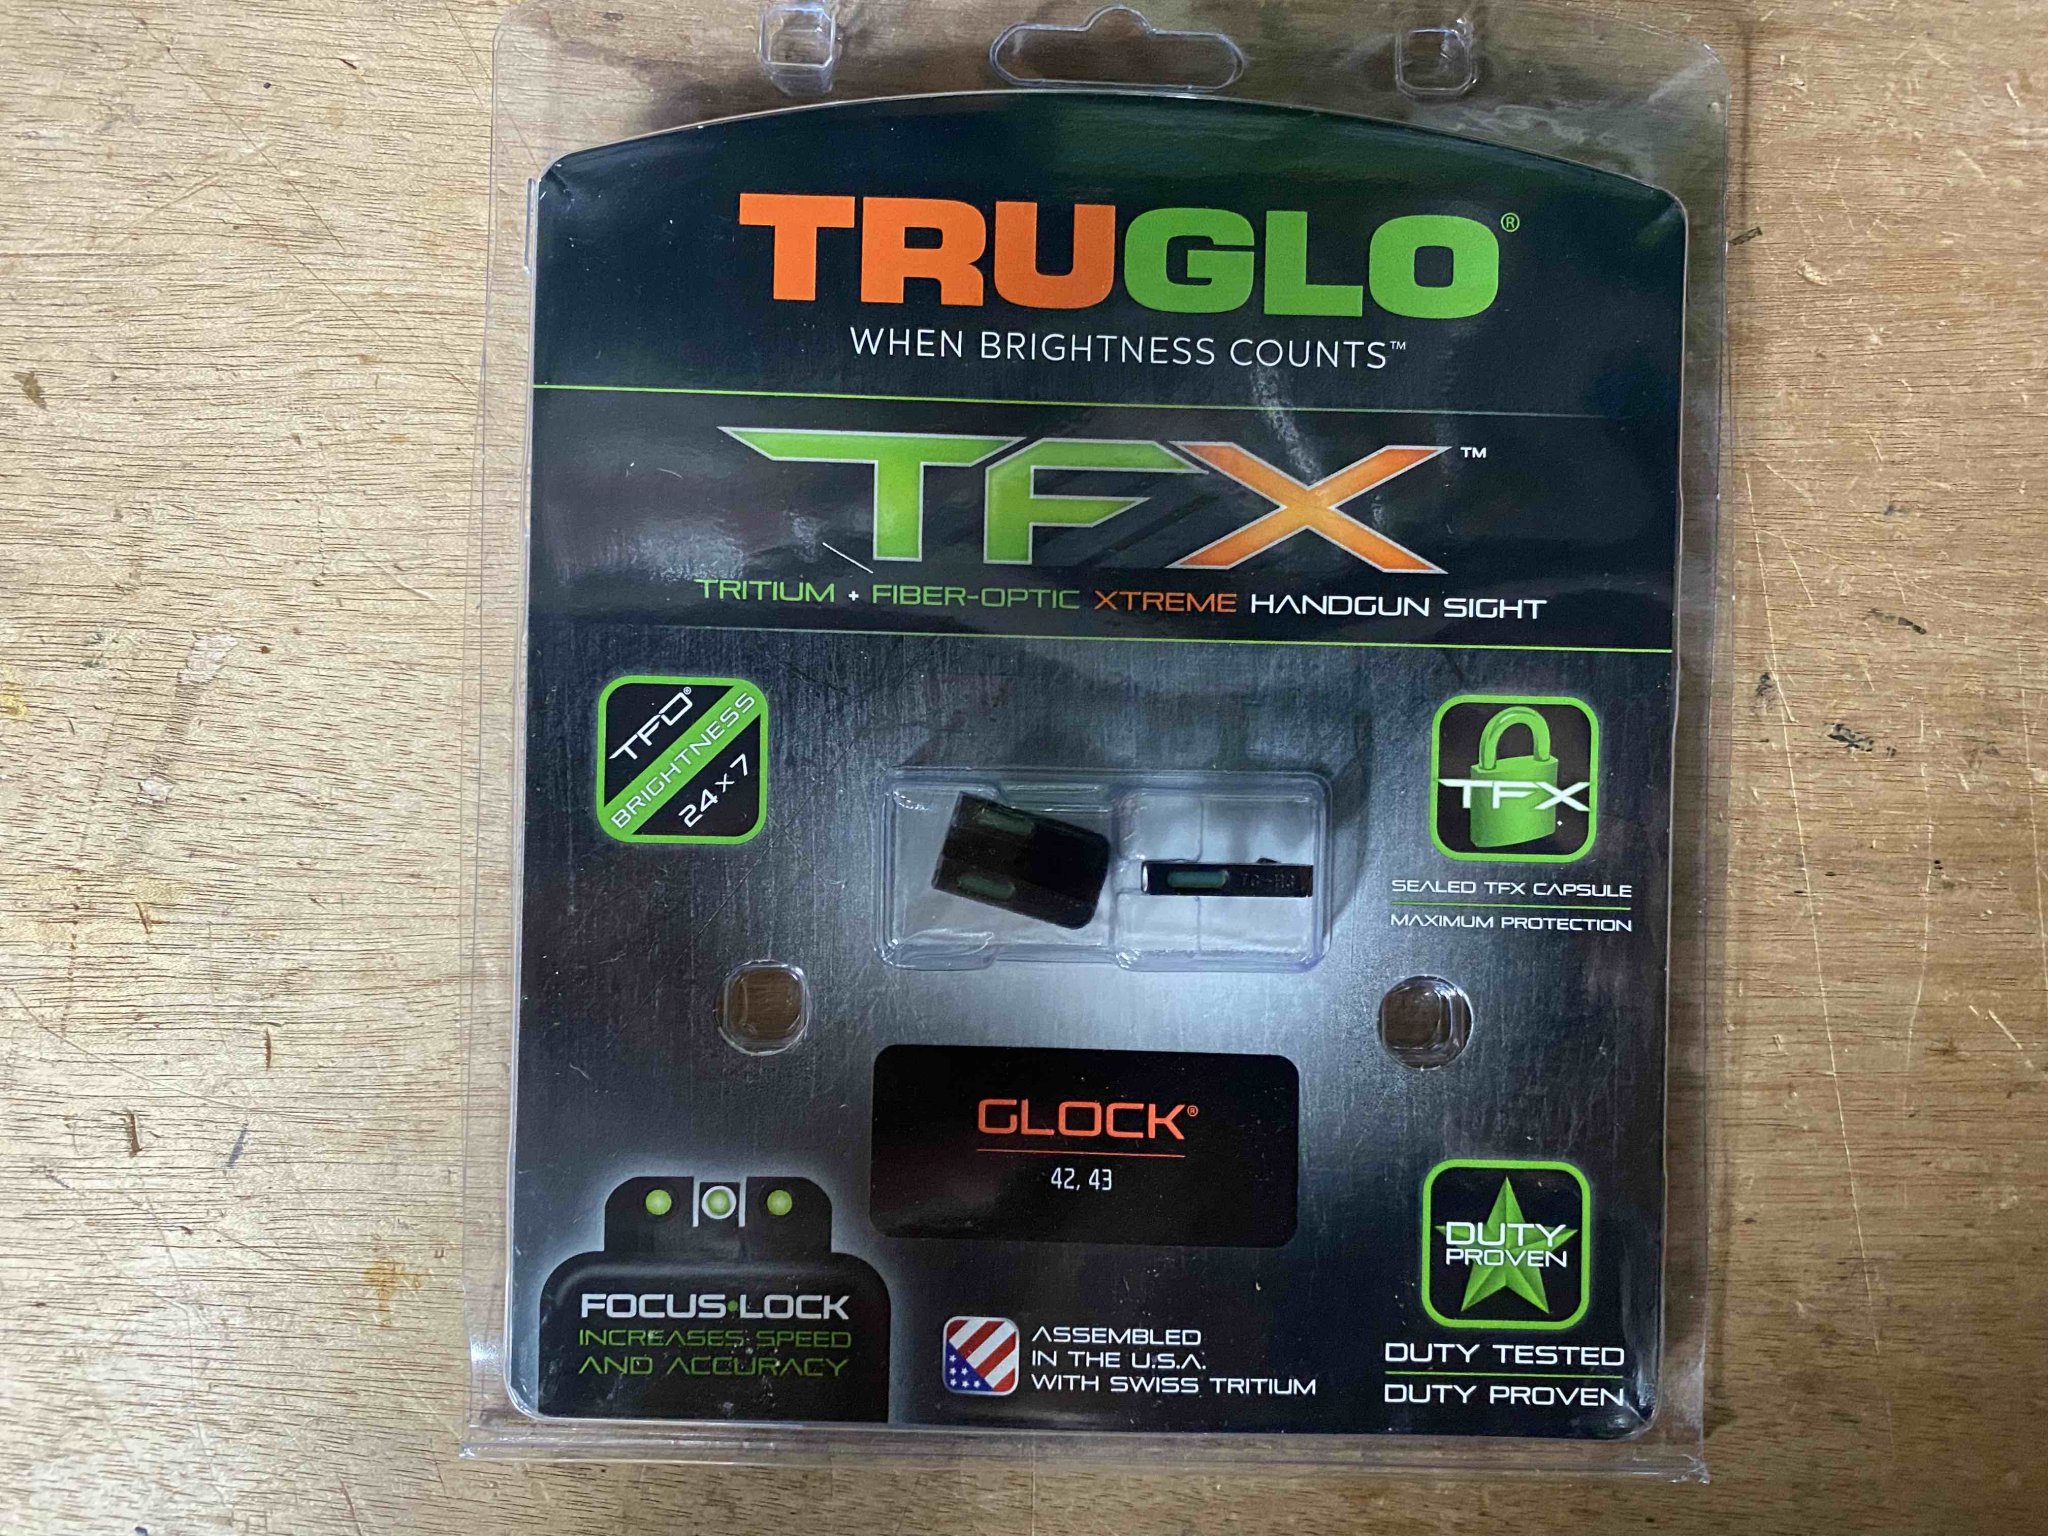 TRUGLO®
WHEN BRIGHTNESS COUNTS™
TFX™
TRITIUM + FIBER-OPTIC XTREME HANDGUN SIGHT
TFO®
BRIGHTNESS
24×7
TFX
SEALED TFX CAPSULE
MAXIMUM PROTECTION
GLOCK®
42, 43
FOCUS•LOCK
INCREASES SPEED
AND ACCURACY
ASSEMBLED
IN THE U.S.A.
WITH SWISS TRITIUM
DUTY
PROVEN
DUTY TESTED
DUTY PROVEN